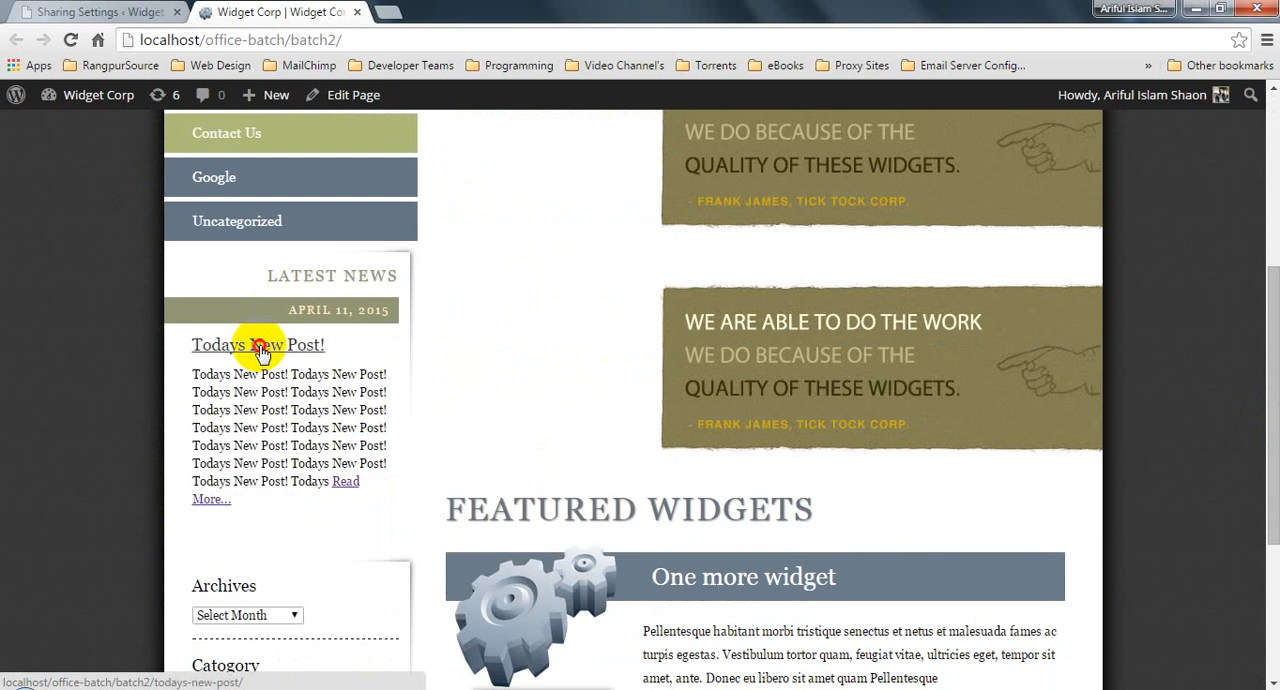 Sharing Settings ‹ Widget
Widget Corp | Widget Co
Ariful Islam S...
localhost/office-batch/batch2/
Apps
RangpurSource
Web Design
MailChimp
Developer Teams
Programming
Video Channel's
Torrents
eBooks
Proxy Sites
Email Server Config...
»
Other bookmarks
Widget Corp
6
0
New
Edit Page
Howdy, Ariful Islam Shaon
Contact Us
Google
Uncategorized
LATEST NEWS
APRIL 11, 2015
Todays New Post!
Todays New Post! Todays New Post!
Todays New Post! Todays New Post!
Todays New Post! Todays New Post!
Todays New Post! Todays New Post!
Todays New Post! Todays New Post!
Todays New Post! Todays New Post!
Todays New Post! Todays Read
More...
Archives
Select Month
Category
WE DO BECAUSE OF THE
QUALITY OF THESE WIDGETS.
- FRANK JAMES, TICK TOCK CORP.
WE ARE ABLE TO DO THE WORK
WE DO BECAUSE OF THE
QUALITY OF THESE WIDGETS.
- FRANK JAMES, TICK TOCK CORP.
FEATURED WIDGETS
One more widget
Pellentesque habitant morbi tristique senectus et netus et malesuada fames ac
turpis egestas. Vestibulum tortor quam, feugiat vitae, ultricies eget, tempor sit
amet, ante. Donec eu libero sit amet quam Pellentesque
localhost/office-batch/batch2/todays-new-post/